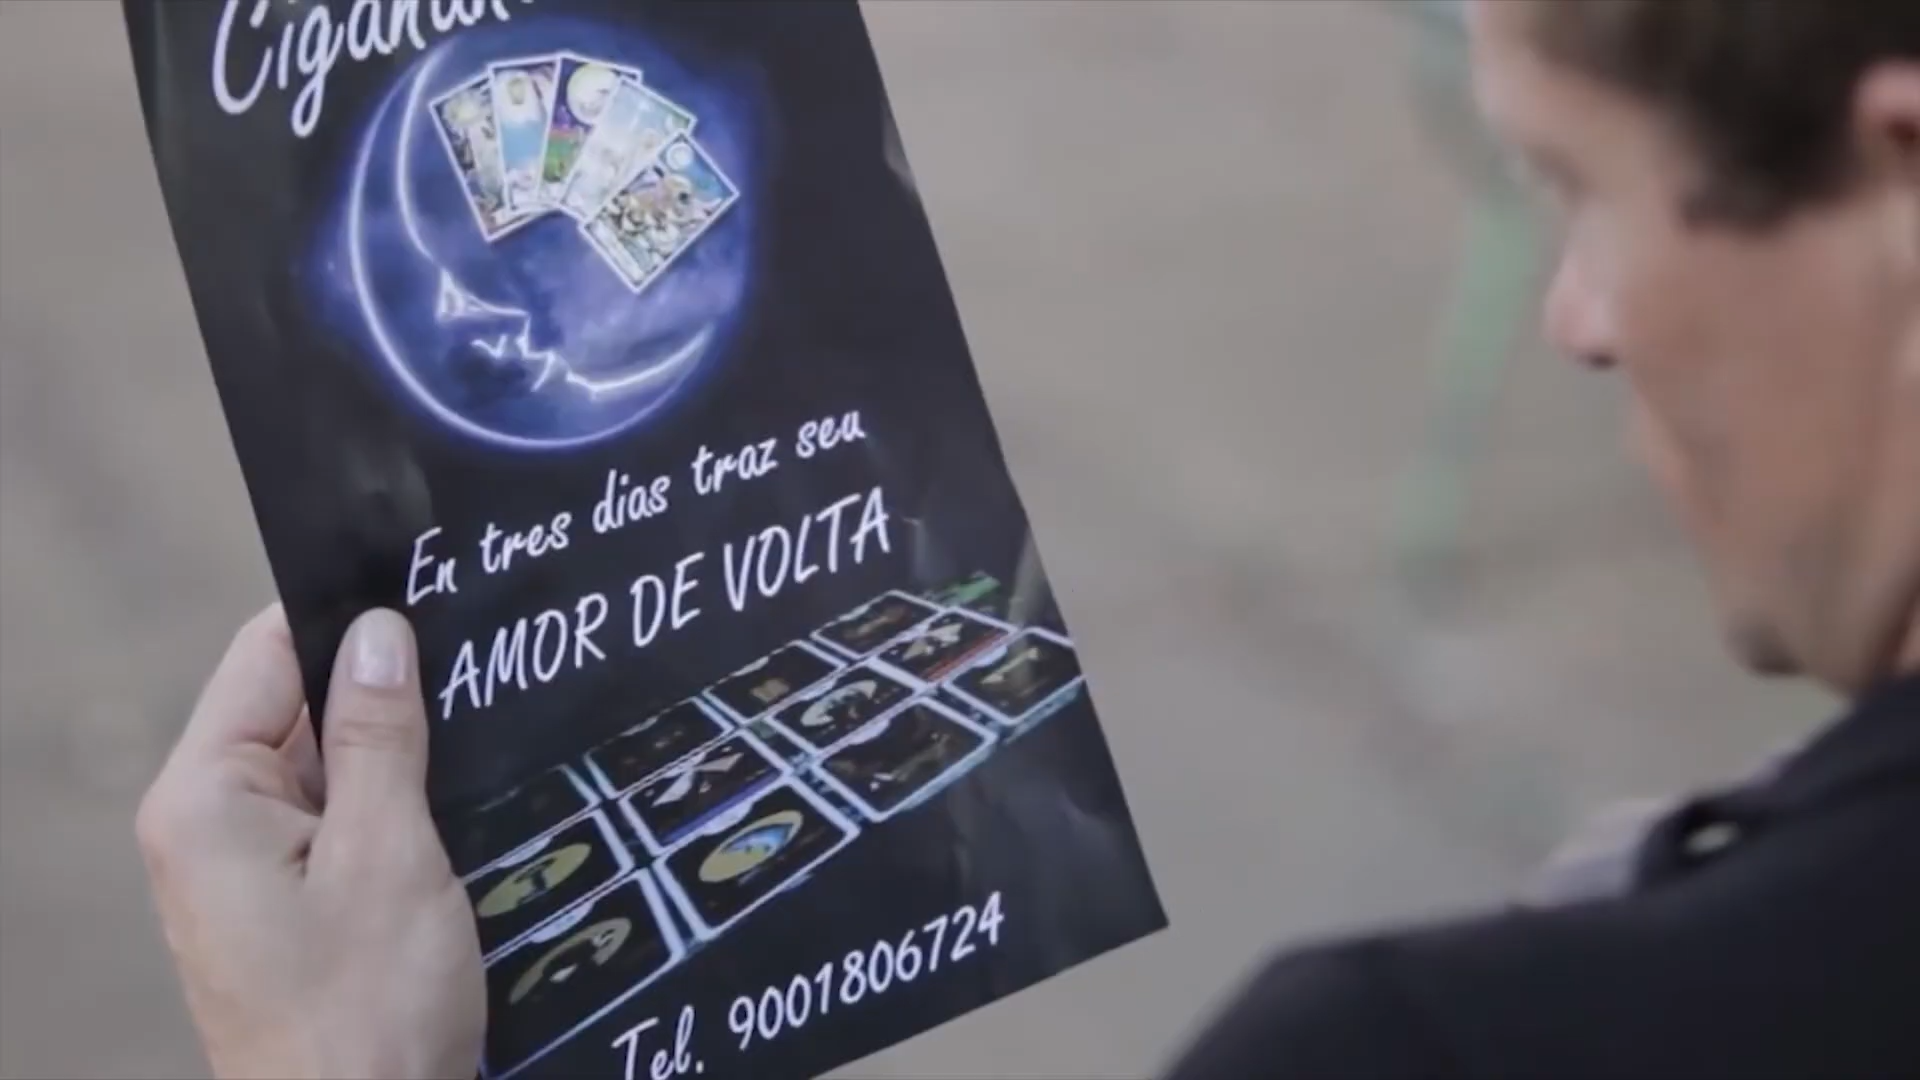 En tres dias traz seu
AMOR DE VOLTA
Tel. 9001806724